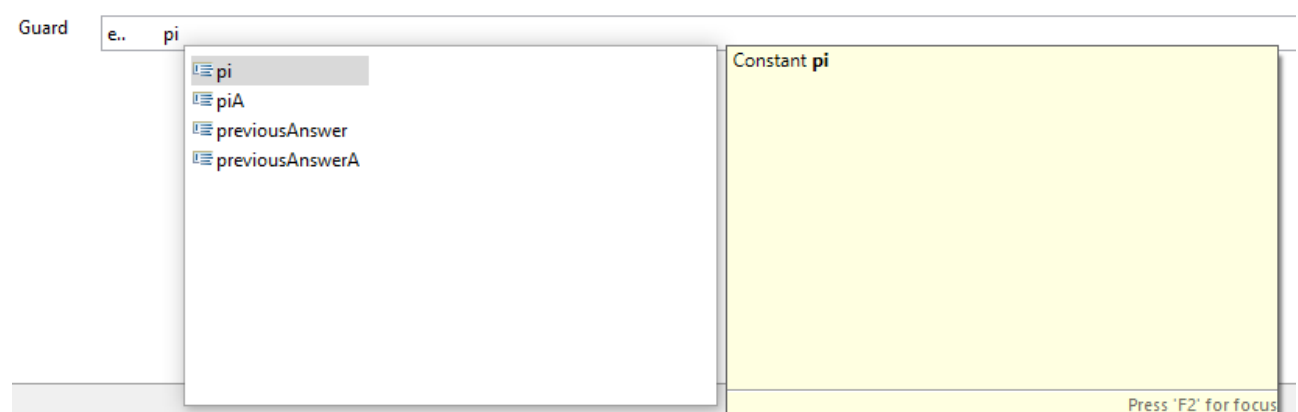 Guard
e.. pi
pi
piA
previousAnswer
previousAnswerA
Constant pi
Press 'F2' for focus